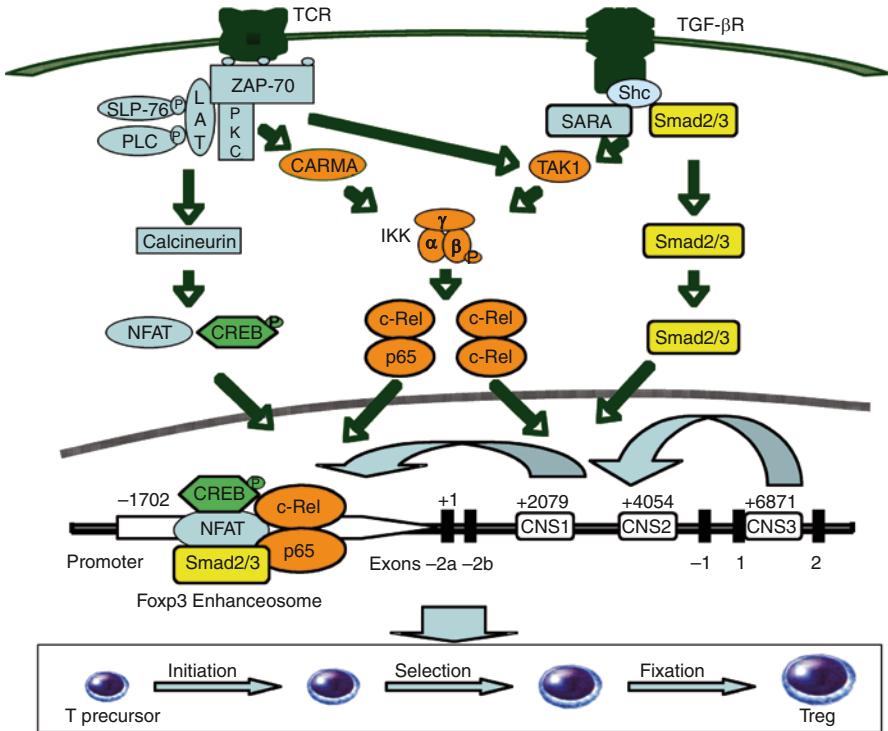 TCR
TGF-βR
ZAP-70
SLP-76
P
L
A
T
PLC
P
P
K
C
Shc
SARA
Smad2/3
CARMA
TAK1
Calcineurin
IKK
γ
α
β
P
Smad2/3
NFAT
CREB
P
c-Rel
p65
c-Rel
c-Rel
Smad2/3
–1702
CREB
P
c-Rel
NFAT
p65
Smad2/3
+1
+2079
+4054
+6871
CNS1
CNS2
CNS3
Promoter
Exons –2a –2b
–1
1
2
Foxp3 Enhanceosome
Initiation
Selection
Fixation
T precursor
Treg